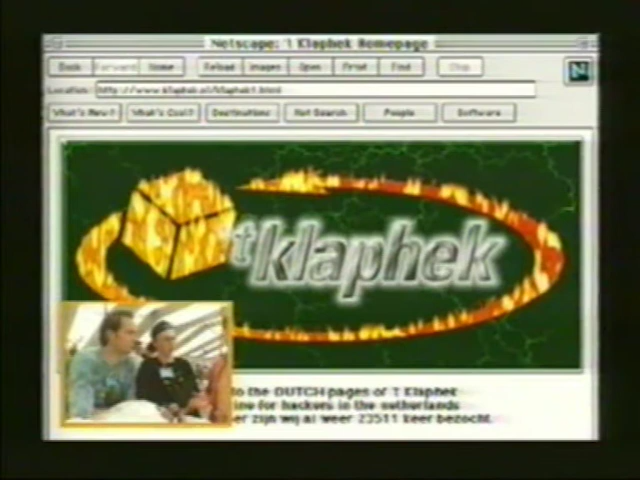 Netscape: 't Klaphek Homepage
Back Forward Home Reload Images Open Print Find Stop
Location: http://www.klaphek.nl/klaphek1.html
What's New? What's Cool? Destinations Net Search People Software
N
't klaphek
to the DUTCH pages of 't Klaphek
for hackers in the netherlands
zijn wij al weer 23511 keer bezocht.